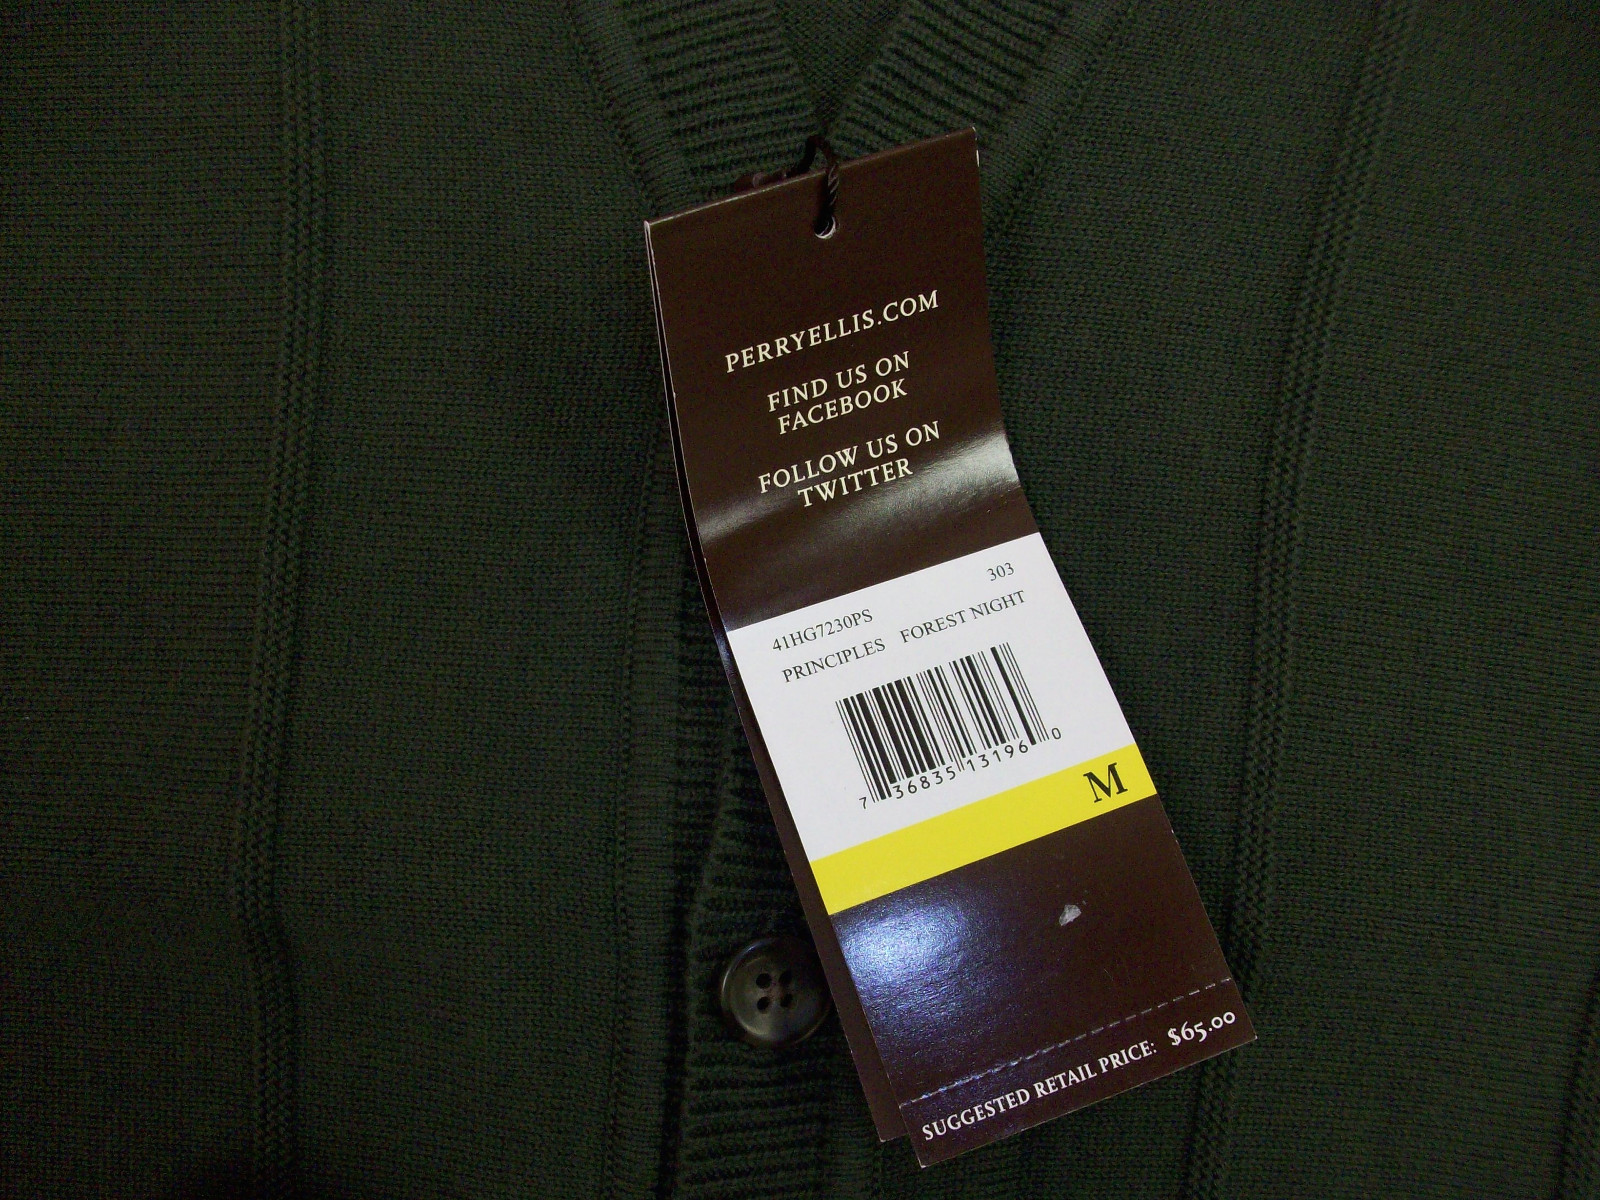 PERRYELLIS.COM
FIND US ON
FACEBOOK
FOLLOW US ON
TWITTER
303
41HG7230PS
PRINCIPLES FOREST NIGHT
7 36835 13196 0
M
SUGGESTED RETAIL PRICE: $65.00